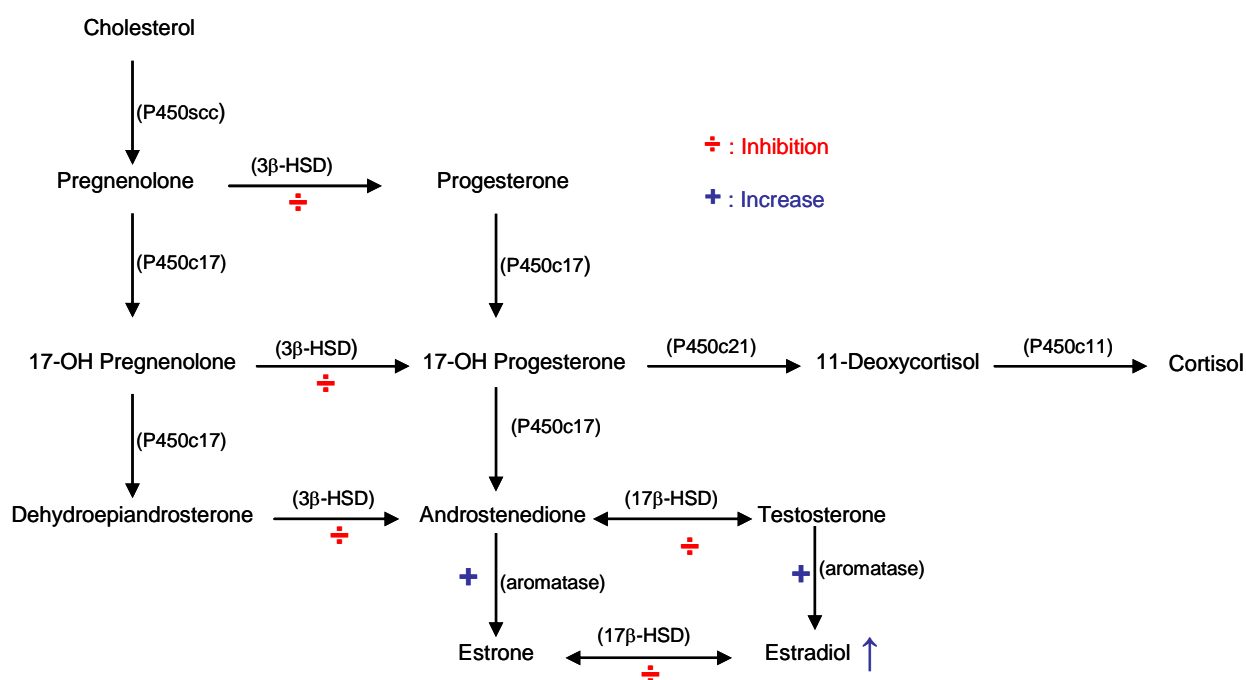 Cholesterol
(P450scc)
÷ : Inhibition
(3β-HSD)
Pregnenolone
Progesterone
÷
+ : Increase
(P450c17)
(P450c17)
(3β-HSD)
(P450c21)
(P450c11)
17-OH Pregnenolone
17-OH Progesterone
11-Deoxycortisol
Cortisol
÷
(P450c17)
(P450c17)
(3β-HSD)
(17β-HSD)
Dehydroepiandrosterone
Androstenedione
Testosterone
÷
÷
+
(aromatase)
+
(aromatase)
(17β-HSD)
Estrone
Estradiol ↑
÷